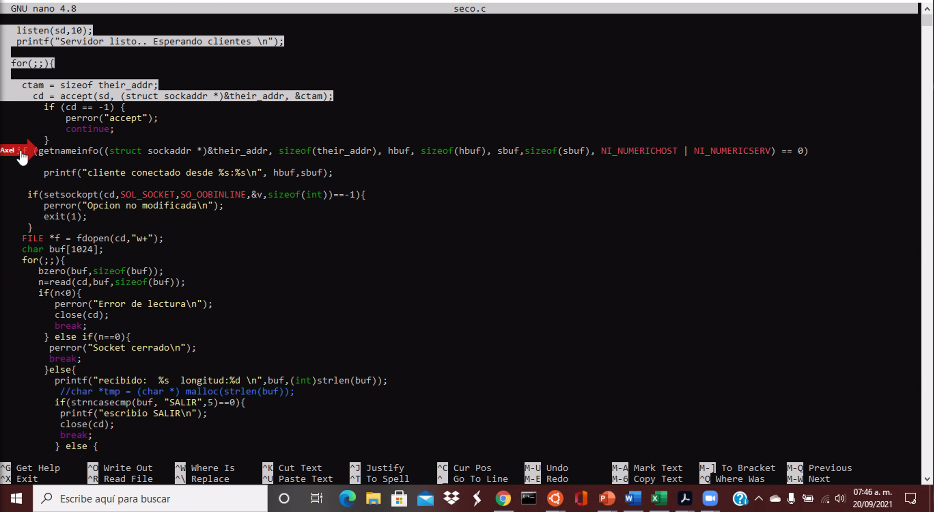 GNU nano 4.8 seco.c
listen(sd,10);
printf("Servidor listo.. Esperando clientes \n");
for(;;){
ctam = sizeof their_addr;
cd = accept(sd, (struct sockaddr *)&their_addr, &ctam);
if (cd == -1) {
perror("accept");
continue;
}
Axel if (getnameinfo((struct sockaddr *)&their_addr, sizeof(their_addr), hbuf, sizeof(hbuf), sbuf,sizeof(sbuf), NI_NUMERICHOST | NI_NUMERICSERV) == 0)
printf("cliente conectado desde %s:%s\n", hbuf,sbuf);
if(setsockopt(cd,SOL_SOCKET,SO_OOBINLINE,&v,sizeof(int))==-1){
perror("Opcion no modificada\n");
exit(1);
}
FILE *f = fdopen(cd,"w+");
char buf[1024];
for(;;){
bzero(buf,sizeof(buf));
n=read(cd,buf,sizeof(buf));
if(n<0){
perror("Error de lectura\n");
close(cd);
break;
} else if(n==0){
perror("Socket cerrado\n");
break;
}else{
printf("recibido: %s longitud:%d \n",buf,(int)strlen(buf));
//char *tmp = (char *) malloc(strlen(buf));
if(strncasecmp(buf, "SALIR",5)==0){
printf("escribio SALIR\n");
close(cd);
break;
} else {
^G Get Help ^O Write Out ^W Where Is ^K Cut Text ^J Justify ^C Cur Pos M-U Undo M-A Mark Text M-] To Bracket M-Q Previous
^X Exit ^R Read File ^\ Replace ^U Paste Text ^T To Spell ^_ Go To Line M-E Redo M-6 Copy Text ^Q Where Was M-W Next
Escribe aquí para buscar
07:46 a. m.
20/09/2021